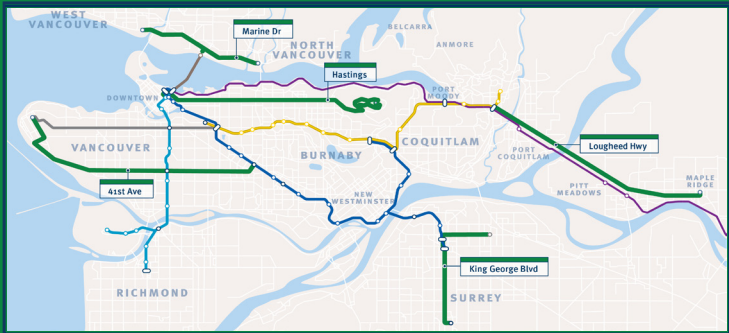 WEST
VANCOUVER
Marine Dr
BELCARRA
NORTH
VANCOUVER
ANMORE
Hastings
PORT
MOODY
DOWNTOWN
VANCOUVER
BURNABY
COQUITLAM
Lougheed Hwy
PORT
COQUITLAM
PITT
MEADOWS
MAPLE
RIDGE
41st Ave
NEW
WESTMINSTER
King George Blvd
RICHMOND
SURREY